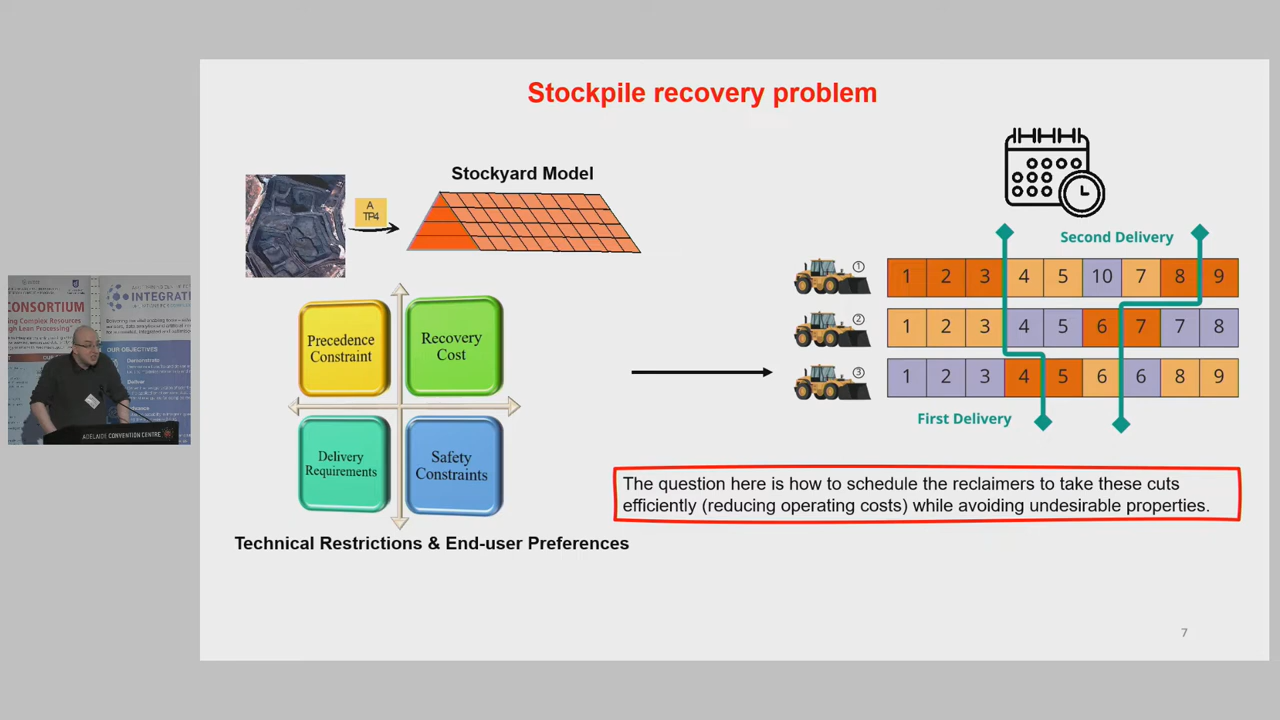 Stockpile recovery problem
Stockyard Model
A
TP4
Precedence
Constraint
Recovery
Cost
Delivery
Requirements
Safety
Constraints
Technical Restrictions & End-user Preferences
Second Delivery
1 1 2 3 4 5 10 7 8 9
2 1 2 3 4 5 6 7 7 8
3 1 2 3 4 5 6 6 8 9
First Delivery
The question here is how to schedule the reclaimers to take these cuts
efficiently (reducing operating costs) while avoiding undesirable properties.
7
CONSORTIUM
INTEGRAT
OUR OBJECTIVES
ADELAIDE CONVENTION CENTRE